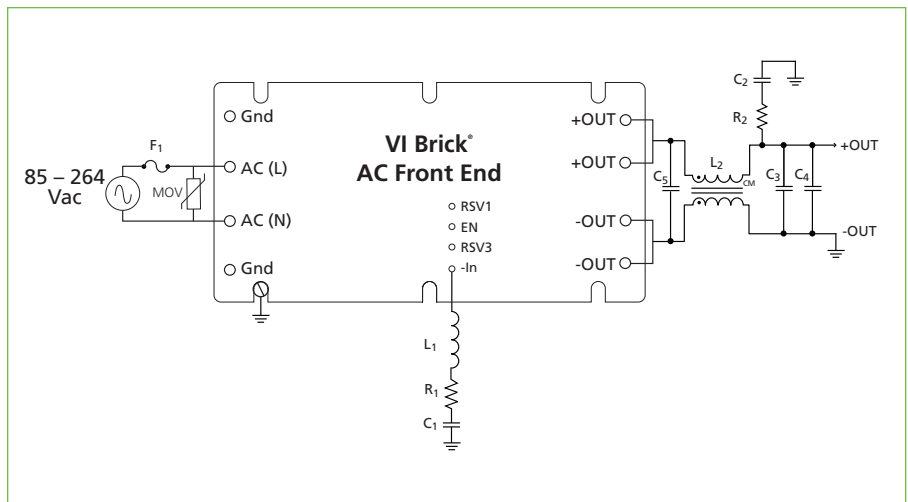 VI Brick®
AC Front End
Gnd
AC (L)
AC (N)
Gnd
F1
MOV
85 – 264
Vac
RSV1
EN
RSV3
-In
+OUT
+OUT
-OUT
-OUT
L1
R1
C1
C5
L2
CM
C2
R2
C3
C4
+OUT
-OUT